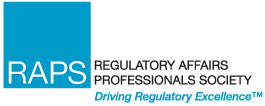 RAPS
REGULATORY AFFAIRS
PROFESSIONALS SOCIETY
Driving Regulatory Excellence™